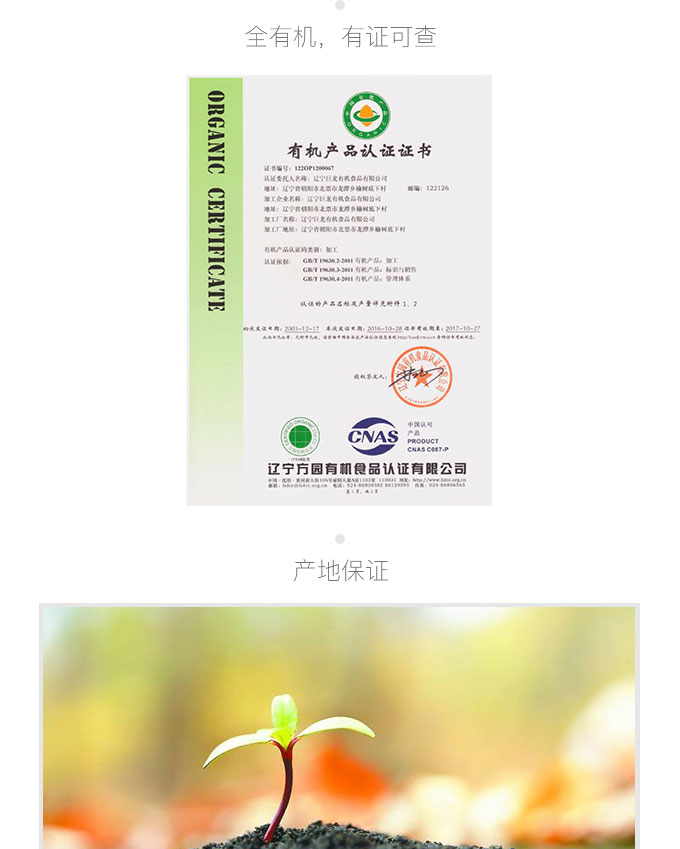 全有机，有证可查
ORGANIC CERTIFICATE
中国有机产品
ORGANIC
有机产品认证证书
证书编号：122OP1200067
认证委托人名称：辽宁巨龙有机食品有限公司
地址：辽宁省朝阳市北票市龙潭乡榆树底下村 邮编：122126
加工企业名称：辽宁巨龙有机食品有限公司
地址：辽宁省朝阳市北票市龙潭乡榆树底下村
加工厂名称：辽宁巨龙有机食品有限公司
加工厂地址：辽宁省朝阳市北票市龙潭乡榆树底下村
有机产品认证的类别：加工
认证依据：GB/T 19630.2-2011 有机产品：加工
GB/T 19630.3-2011 有机产品：标识与销售
GB/T 19630.4-2011 有机产品：管理体系
认证的产品名称及产量详见附件 1、2
初次发证日期：2003-12-17 本次发证日期：2016-10-28 证书有效期至：2017-10-27
授权签发人：
CNAS
中国认可
产品
PRODUCT
CNAS C087-P
辽宁方园有机食品认证有限公司
产地保证